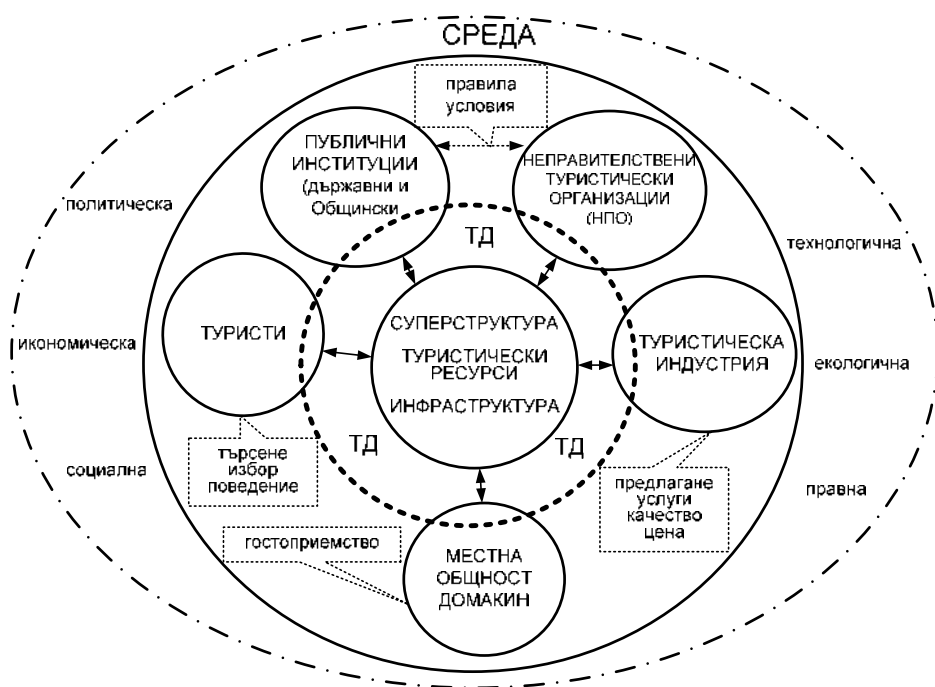 СРЕДА
правила
условия
ПУБЛИЧНИ
ИНСТИТУЦИИ
(държавни и
Общински
НЕПРАВИТЕЛСТВЕНИ
ТУРИСТИЧЕСКИ
ОРГАНИЗАЦИИ
(НПО)
политическа
технологична
ТД
ТУРИСТИ
СУПЕРСТРУКТУРА
ТУРИСТИЧЕСКИ
РЕСУРСИ
ИНФРАСТРУКТУРА
ТУРИСТИЧЕСКА
ИНДУСТРИЯ
икономическа
екологична
ТД
ТД
търсене
избор
поведение
социална
предлагане
услуги
качество
цена
правна
гостоприемство
МЕСТНА
ОБЩНОСТ
ДОМАКИН